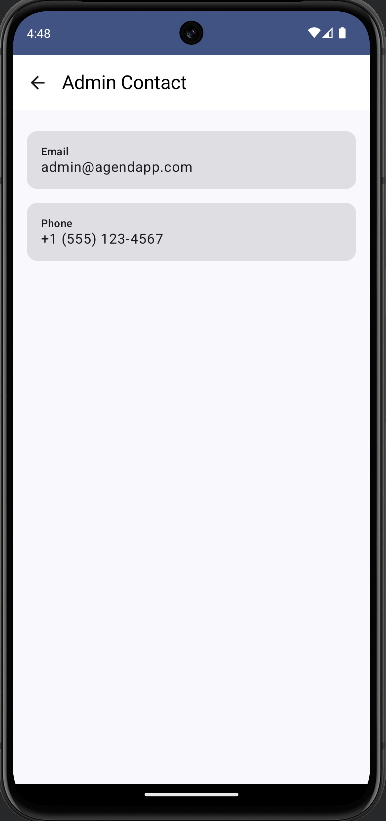 4:48
Admin Contact
Email
admin@agendapp.com
Phone
+1 (555) 123-4567